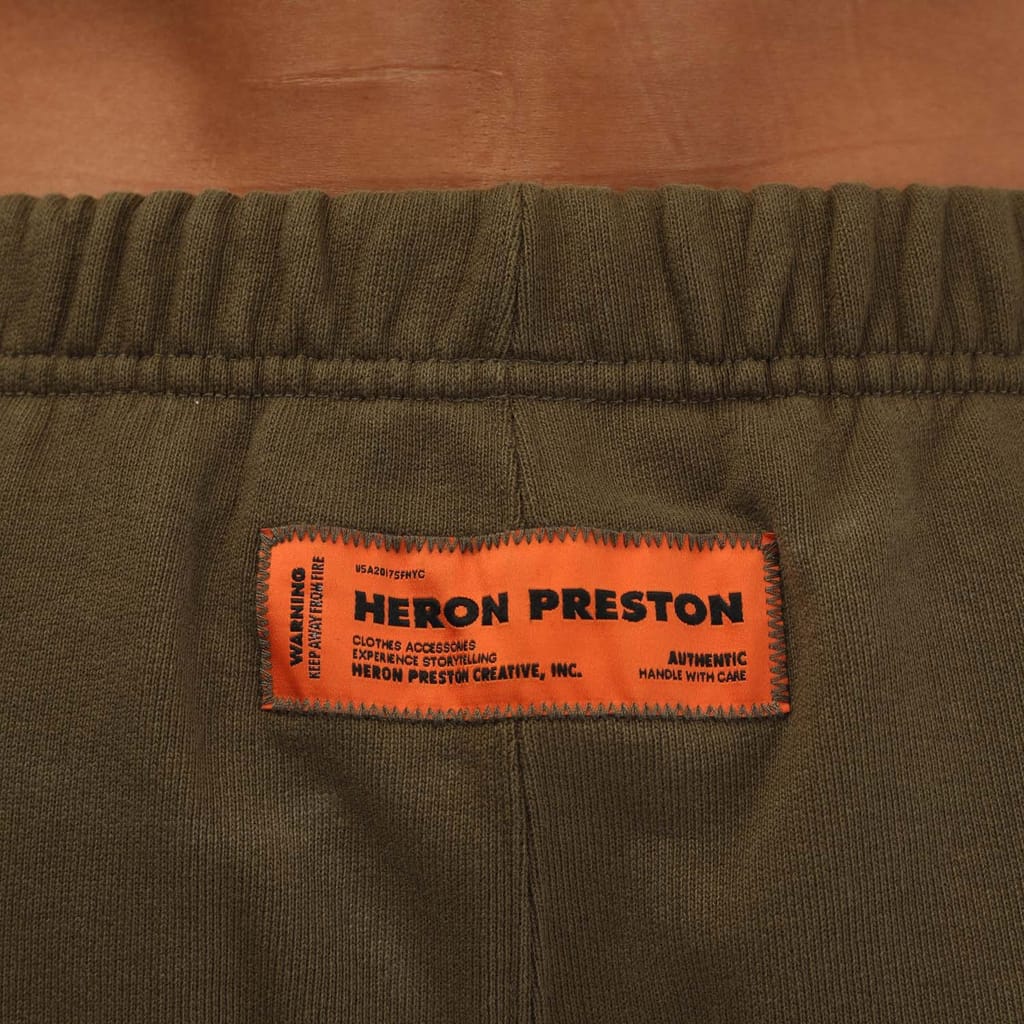 WARNING
KEEP AWAY FROM FIRE
USA2017SFNYC
HERON PRESTON
CLOTHES ACCESSORIES
EXPERIENCE STORYTELLING
HERON PRESTON CREATIVE, INC.
AUTHENTIC
HANDLE WITH CARE